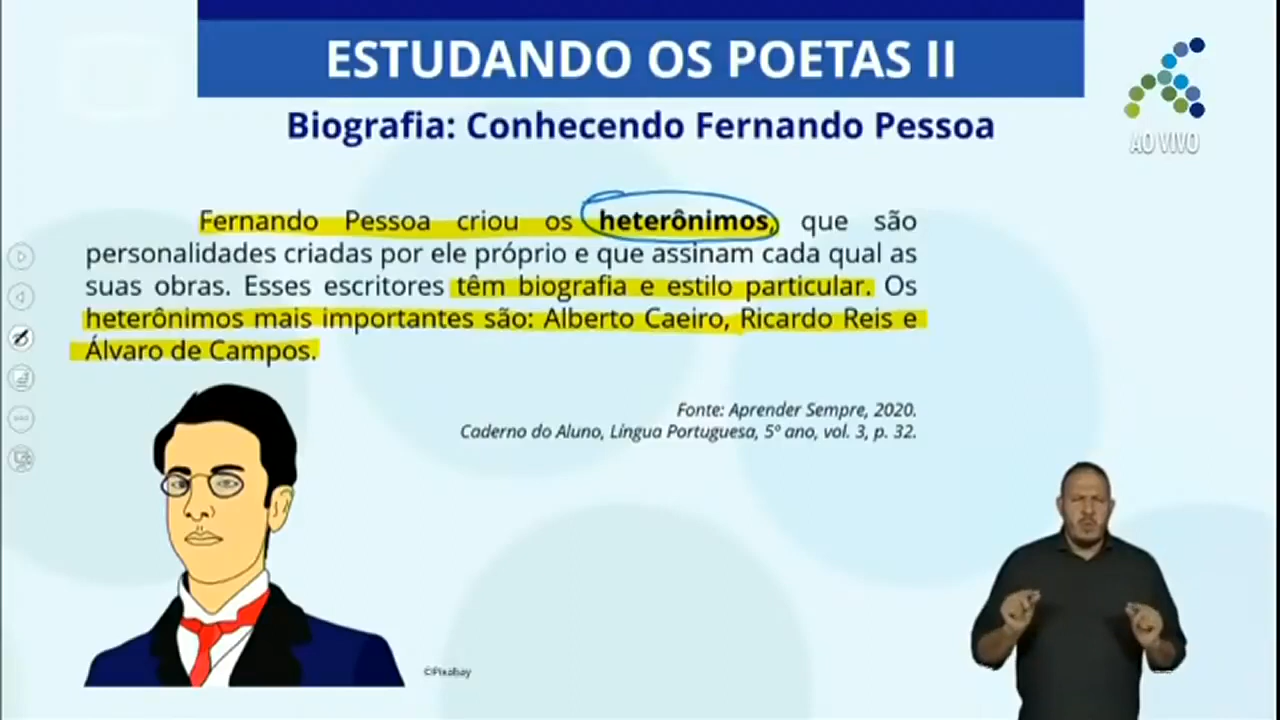 ESTUDANDO OS POETAS II
Biografia: Conhecendo Fernando Pessoa
AO VIVO
Fernando Pessoa criou os heterônimos, que são
personalidades criadas por ele próprio e que assinam cada qual as
suas obras. Esses escritores têm biografia e estilo particular. Os
heterônimos mais importantes são: Alberto Caeiro, Ricardo Reis e
Álvaro de Campos.
Fonte: Aprender Sempre, 2020.
Caderno do Aluno, Língua Portuguesa, 5º ano, vol. 3, p. 32.
©Pixabay